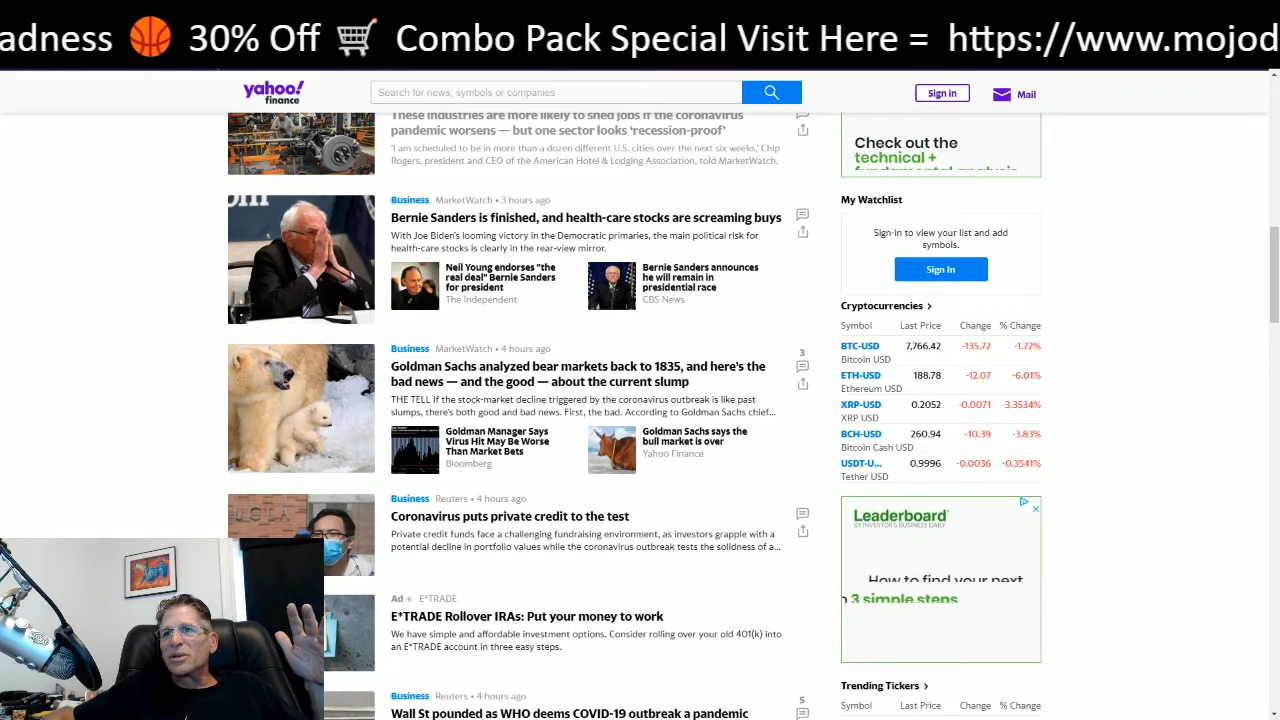 adness 🏀 30% Off 🛒 Combo Pack Special Visit Here = https://www.mojod
yahoo!
finance
Search for news, symbols or companies
Sign in
Mail
These industries are more likely to shed jobs if the coronavirus
pandemic worsens — but one sector looks ‘recession-proof’
‘I am scheduled to be in more than a dozen different U.S. cities over the next six weeks,’ Chip
Rogers, president and CEO of the American Hotel & Lodging Association, told MarketWatch.
Business MarketWatch • 3 hours ago
Bernie Sanders is finished, and health-care stocks are screaming buys
With Joe Biden's looming victory in the Democratic primaries, the main political risk for
health-care stocks is clearly in the rear-view mirror.
Neil Young endorses "the
real deal" Bernie Sanders
for president
The Independent
Bernie Sanders announces
he will remain in
presidential race
CBS News
Business MarketWatch • 4 hours ago
Goldman Sachs analyzed bear markets back to 1835, and here’s the
bad news — and the good — about the current slump
THE TELL If the stock-market decline triggered by the coronavirus outbreak is like past
slumps, there's both good and bad news. First, the bad. According to Goldman Sachs chief...
3
Goldman Manager Says
Virus Hit May Be Worse
Than Market Bets
Bloomberg
Goldman Sachs says the
bull market is over
Yahoo Finance
Business Reuters • 4 hours ago
Coronavirus puts private credit to the test
Private credit funds face a challenging fundraising environment, as investors grapple with a
potential decline in portfolio values while the coronavirus outbreak tests the solidness of a...
UCLA
Ad E*TRADE
E*TRADE Rollover IRAs: Put your money to work
We have simple and affordable investment options. Consider rolling over your old 401(k) into
an E*TRADE account in three easy steps.
Business Reuters • 4 hours ago
5
Wall St pounded as WHO deems COVID-19 outbreak a pandemic
Check out the
technical +
fundamental analysis
My Watchlist
Sign-in to view your list and add
symbols.
Sign In
Cryptocurrencies >
Symbol Last Price Change % Change
BTC-USD 7,766.42 -135.72 -1.72%
Bitcoin USD
ETH-USD 188.78 -12.07 -6.01%
Ethereum USD
XRP-USD 0.2052 -0.0071 -3.3534%
XRP USD
BCH-USD 260.94 -10.39 -3.83%
Bitcoin Cash USD
USDT-U... 0.9996 -0.0036 -0.3541%
Tether USD
Leaderboard
BY INVESTOR'S BUSINESS DAILY
How to find your next
3 simple steps
Trending Tickers >
Symbol Last Price Change % Change